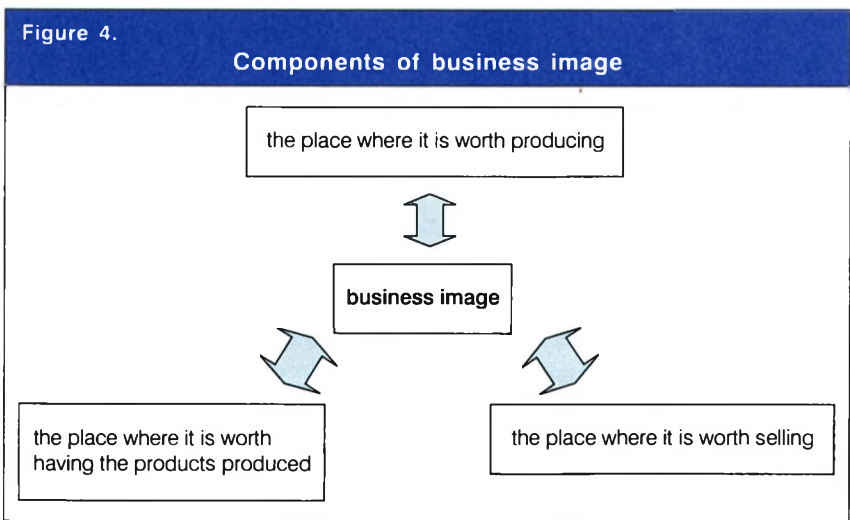 Figure 4.
Components of business image
the place where it is worth producing
business image
the place where it is worth
having the products produced
the place where it is worth selling